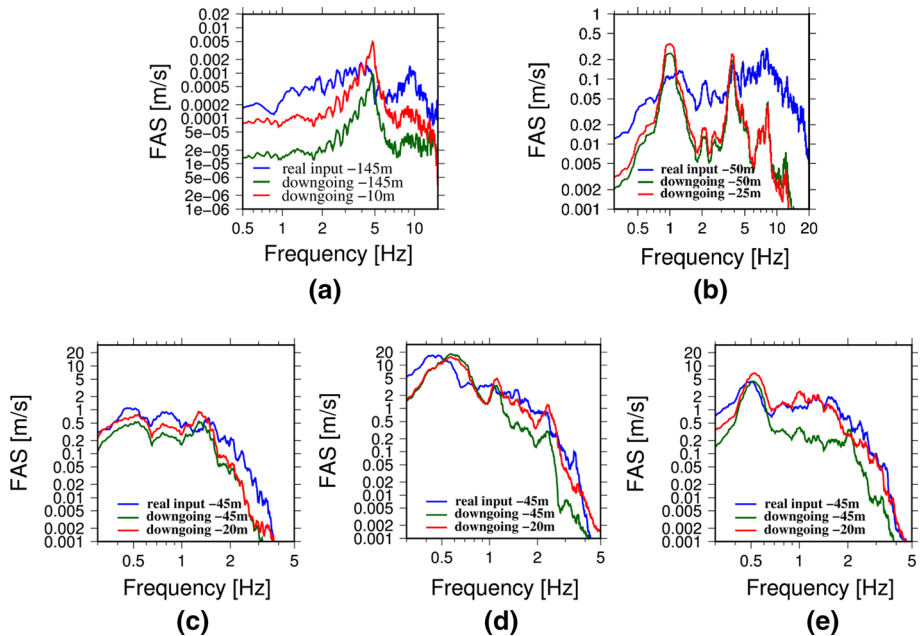 FAS [m/s]
0.02
0.01
0.005
0.002
0.001
0.0005
0.0002
0.0001
5e−05
2e−05
1e−05
5e−06
2e−06
1e−06
real input −145m
downgoing −145m
downgoing −10m
0.5 1 2 5 10
Frequency [Hz]
(a)
FAS [m/s]
1
0.5
0.2
0.1
0.05
0.02
0.01
0.005
0.002
0.001
real input −50m
downgoing −50m
downgoing −25m
0.5 1 2 5 10 20
Frequency [Hz]
(b)
FAS [m/s]
20
10
5
2
1
0.5
0.2
0.1
0.05
0.02
0.01
0.005
0.002
0.001
real input −45m
downgoing −45m
downgoing −20m
0.5 1 2 5
Frequency [Hz]
(c)
FAS [m/s]
20
10
5
2
1
0.5
0.2
0.1
0.05
0.02
0.01
0.005
0.002
0.001
real input −45m
downgoing −45m
downgoing −20m
0.5 1 2 5
Frequency [Hz]
(d)
FAS [m/s]
20
10
5
2
1
0.5
0.2
0.1
0.05
0.02
0.01
0.005
0.002
0.001
real input −45m
downgoing −45m
downgoing −20m
0.5 1 2 5
Frequency [Hz]
(e)